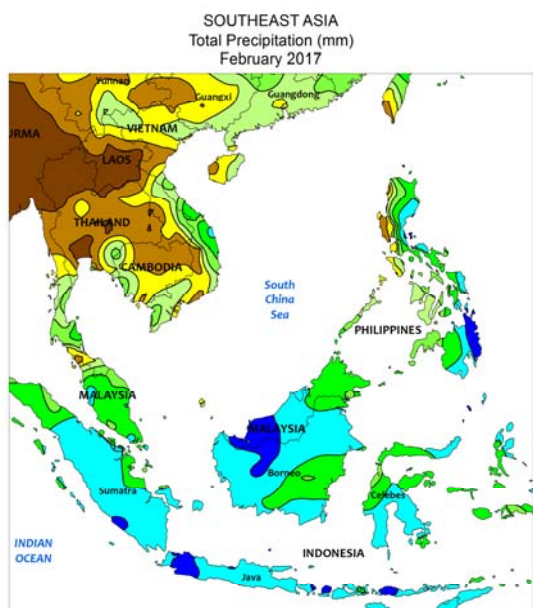 SOUTHEAST ASIA
Total Precipitation (mm)
February 2017
Yunnan
Guangxi
Guangdong
URMA
VIETNAM
LAOS
THAILAND
CAMBODIA
South
China
Sea
PHILIPPINES
MALAYSIA
MALAYSIA
Borneo
Sumatra
Celebes
INDIAN
OCEAN
INDONESIA
Java